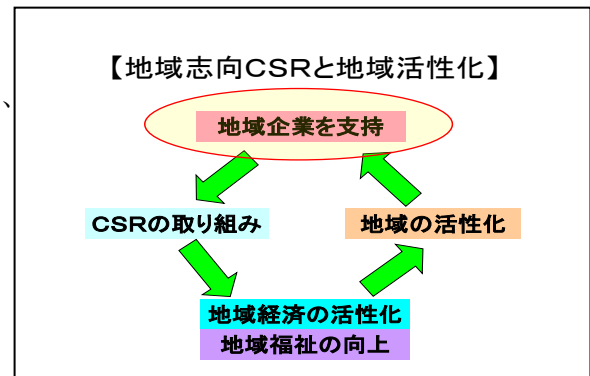 、
【地域志向CSRと地域活性化】
地域企業を支持
CSRの取り組み
地域の活性化
地域経済の活性化
地域福祉の向上